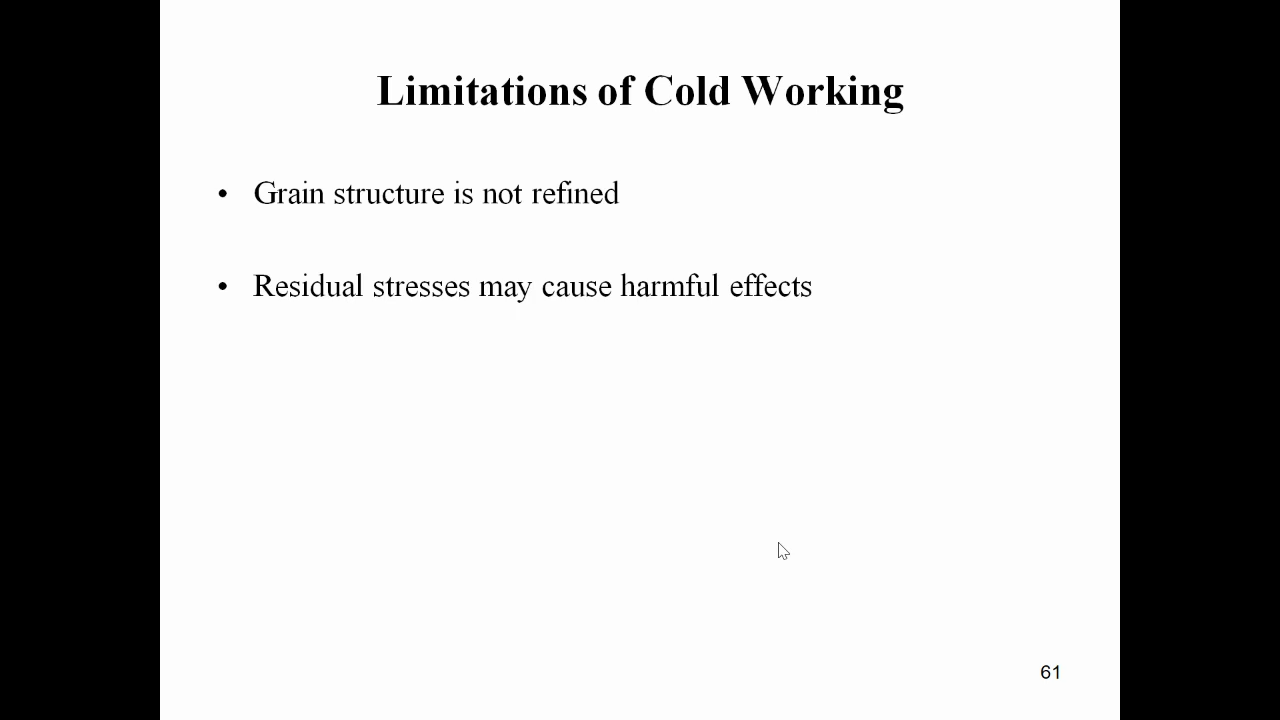 Limitations of Cold Working
• Grain structure is not refined
• Residual stresses may cause harmful effects
61